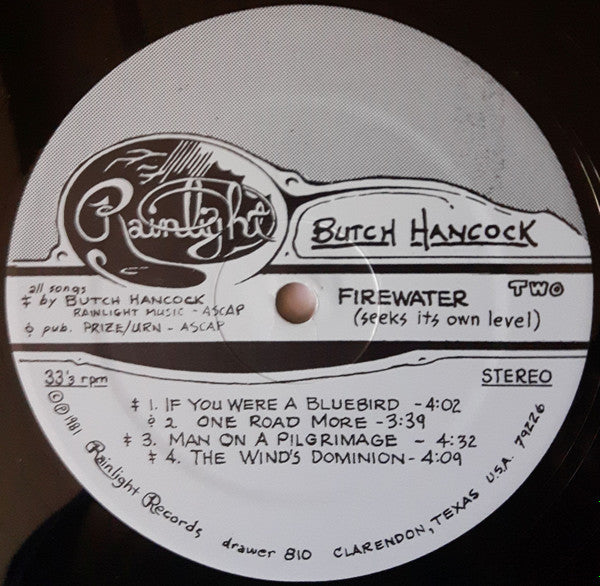 Rainlight
BUTCH HANCOCK
all songs
‡ by BUTCH HANCOCK
RAINLIGHT MUSIC - ASCAP
FIREWATER TWO
(seeks its own level)
ϕ pub. PRIZE/URN - ASCAP
33⅓ rpm
STEREO
‡ 1. IF YOU WERE A BLUEBIRD - 4:02
ϕ 2. ONE ROAD MORE - 3:39
‡ 3. MAN ON A PILGRIMAGE - 4:32
‡ 4. THE WIND'S DOMINION - 4:09
© ℗ 1981 Rainlight Records drawer 810 CLARENDON, TEXAS U.S.A. 79226